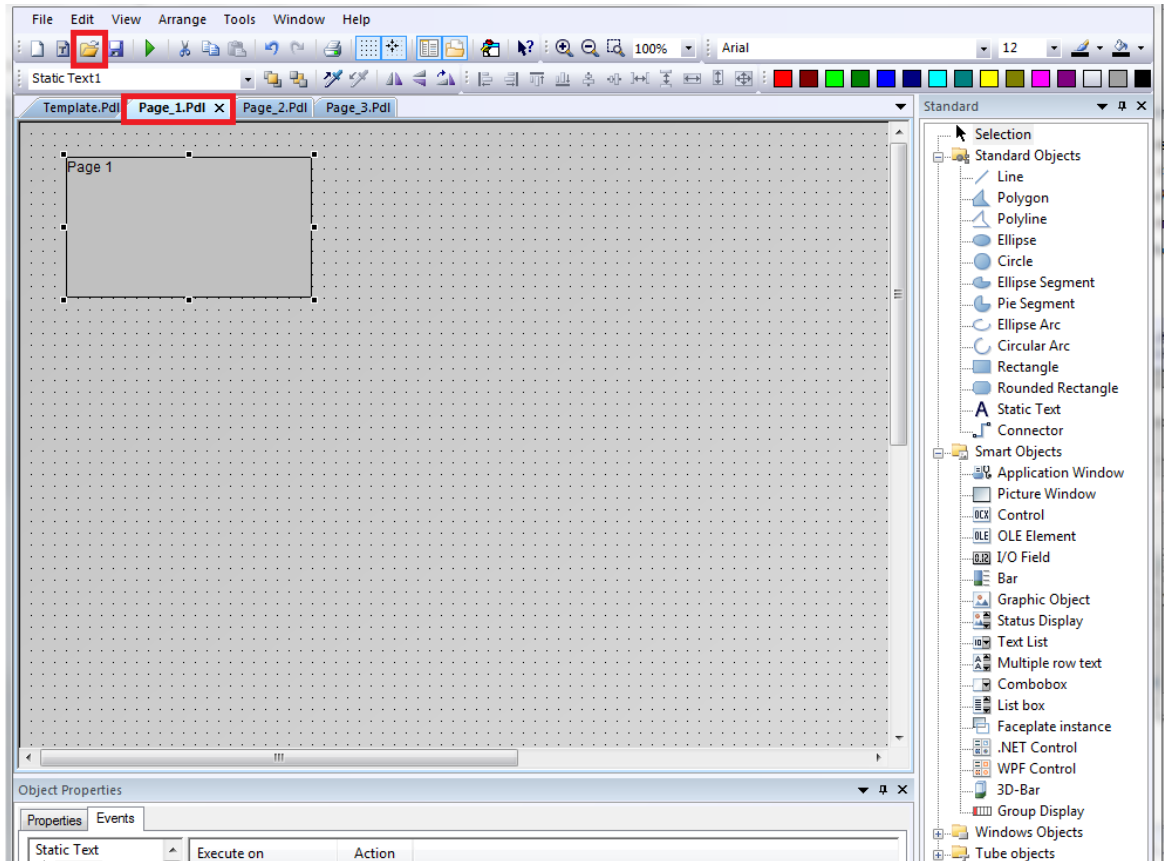 File Edit View Arrange Tools Window Help
100% Arial 12
Static Text1
Template.Pdl Page_1.Pdl X Page_2.Pdl Page_3.Pdl
Page 1
Standard
Selection
Standard Objects
Line
Polygon
Polyline
Ellipse
Circle
Ellipse Segment
Pie Segment
Ellipse Arc
Circular Arc
Rectangle
Rounded Rectangle
A Static Text
Connector
Smart Objects
Application Window
Picture Window
OCX Control
OLE OLE Element
0.12 I/O Field
Bar
Graphic Object
Status Display
Text List
Multiple row text
Combobox
List box
Faceplate instance
.NET Control
WPF Control
3D-Bar
Group Display
Windows Objects
Tube objects
Object Properties
Properties Events
Static Text Execute on Action